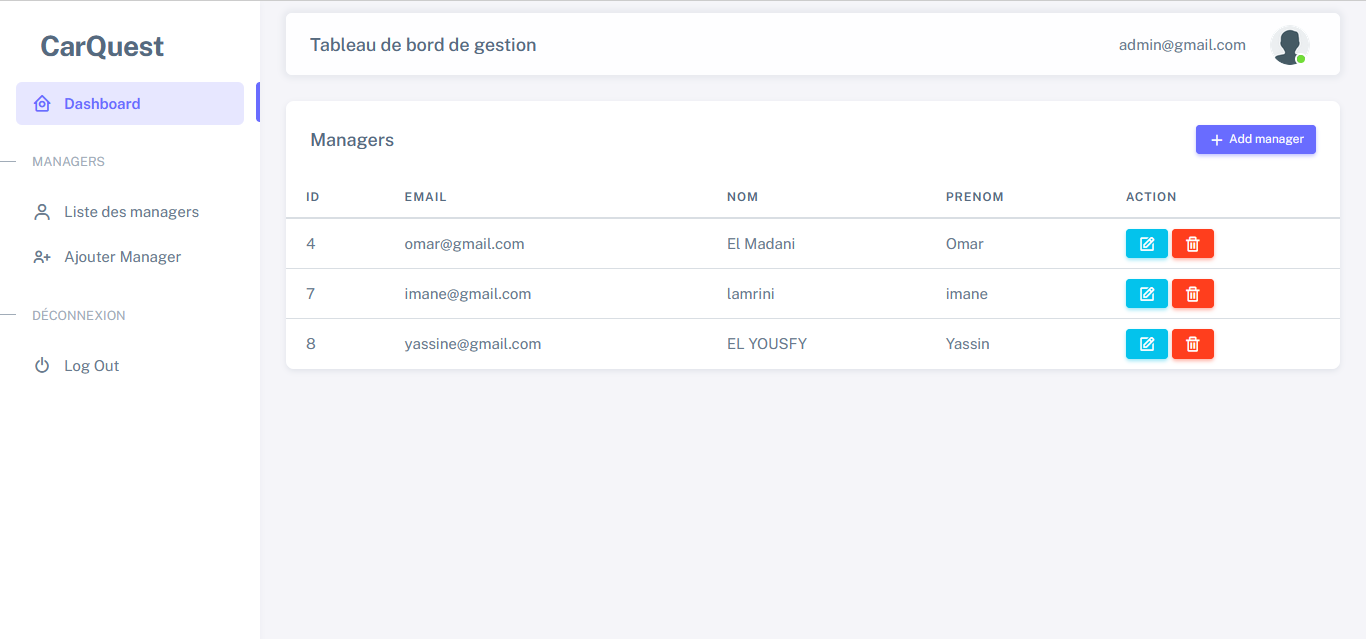 CarQuest
Dashboard
MANAGERS
Liste des managers
Ajouter Manager
DÉCONNEXION
Log Out
Tableau de bord de gestion admin@gmail.com
Managers + Add manager
ID EMAIL NOM PRENOM ACTION
4 omar@gmail.com El Madani Omar
7 imane@gmail.com lamrini imane
8 yassine@gmail.com EL YOUSFY Yassin